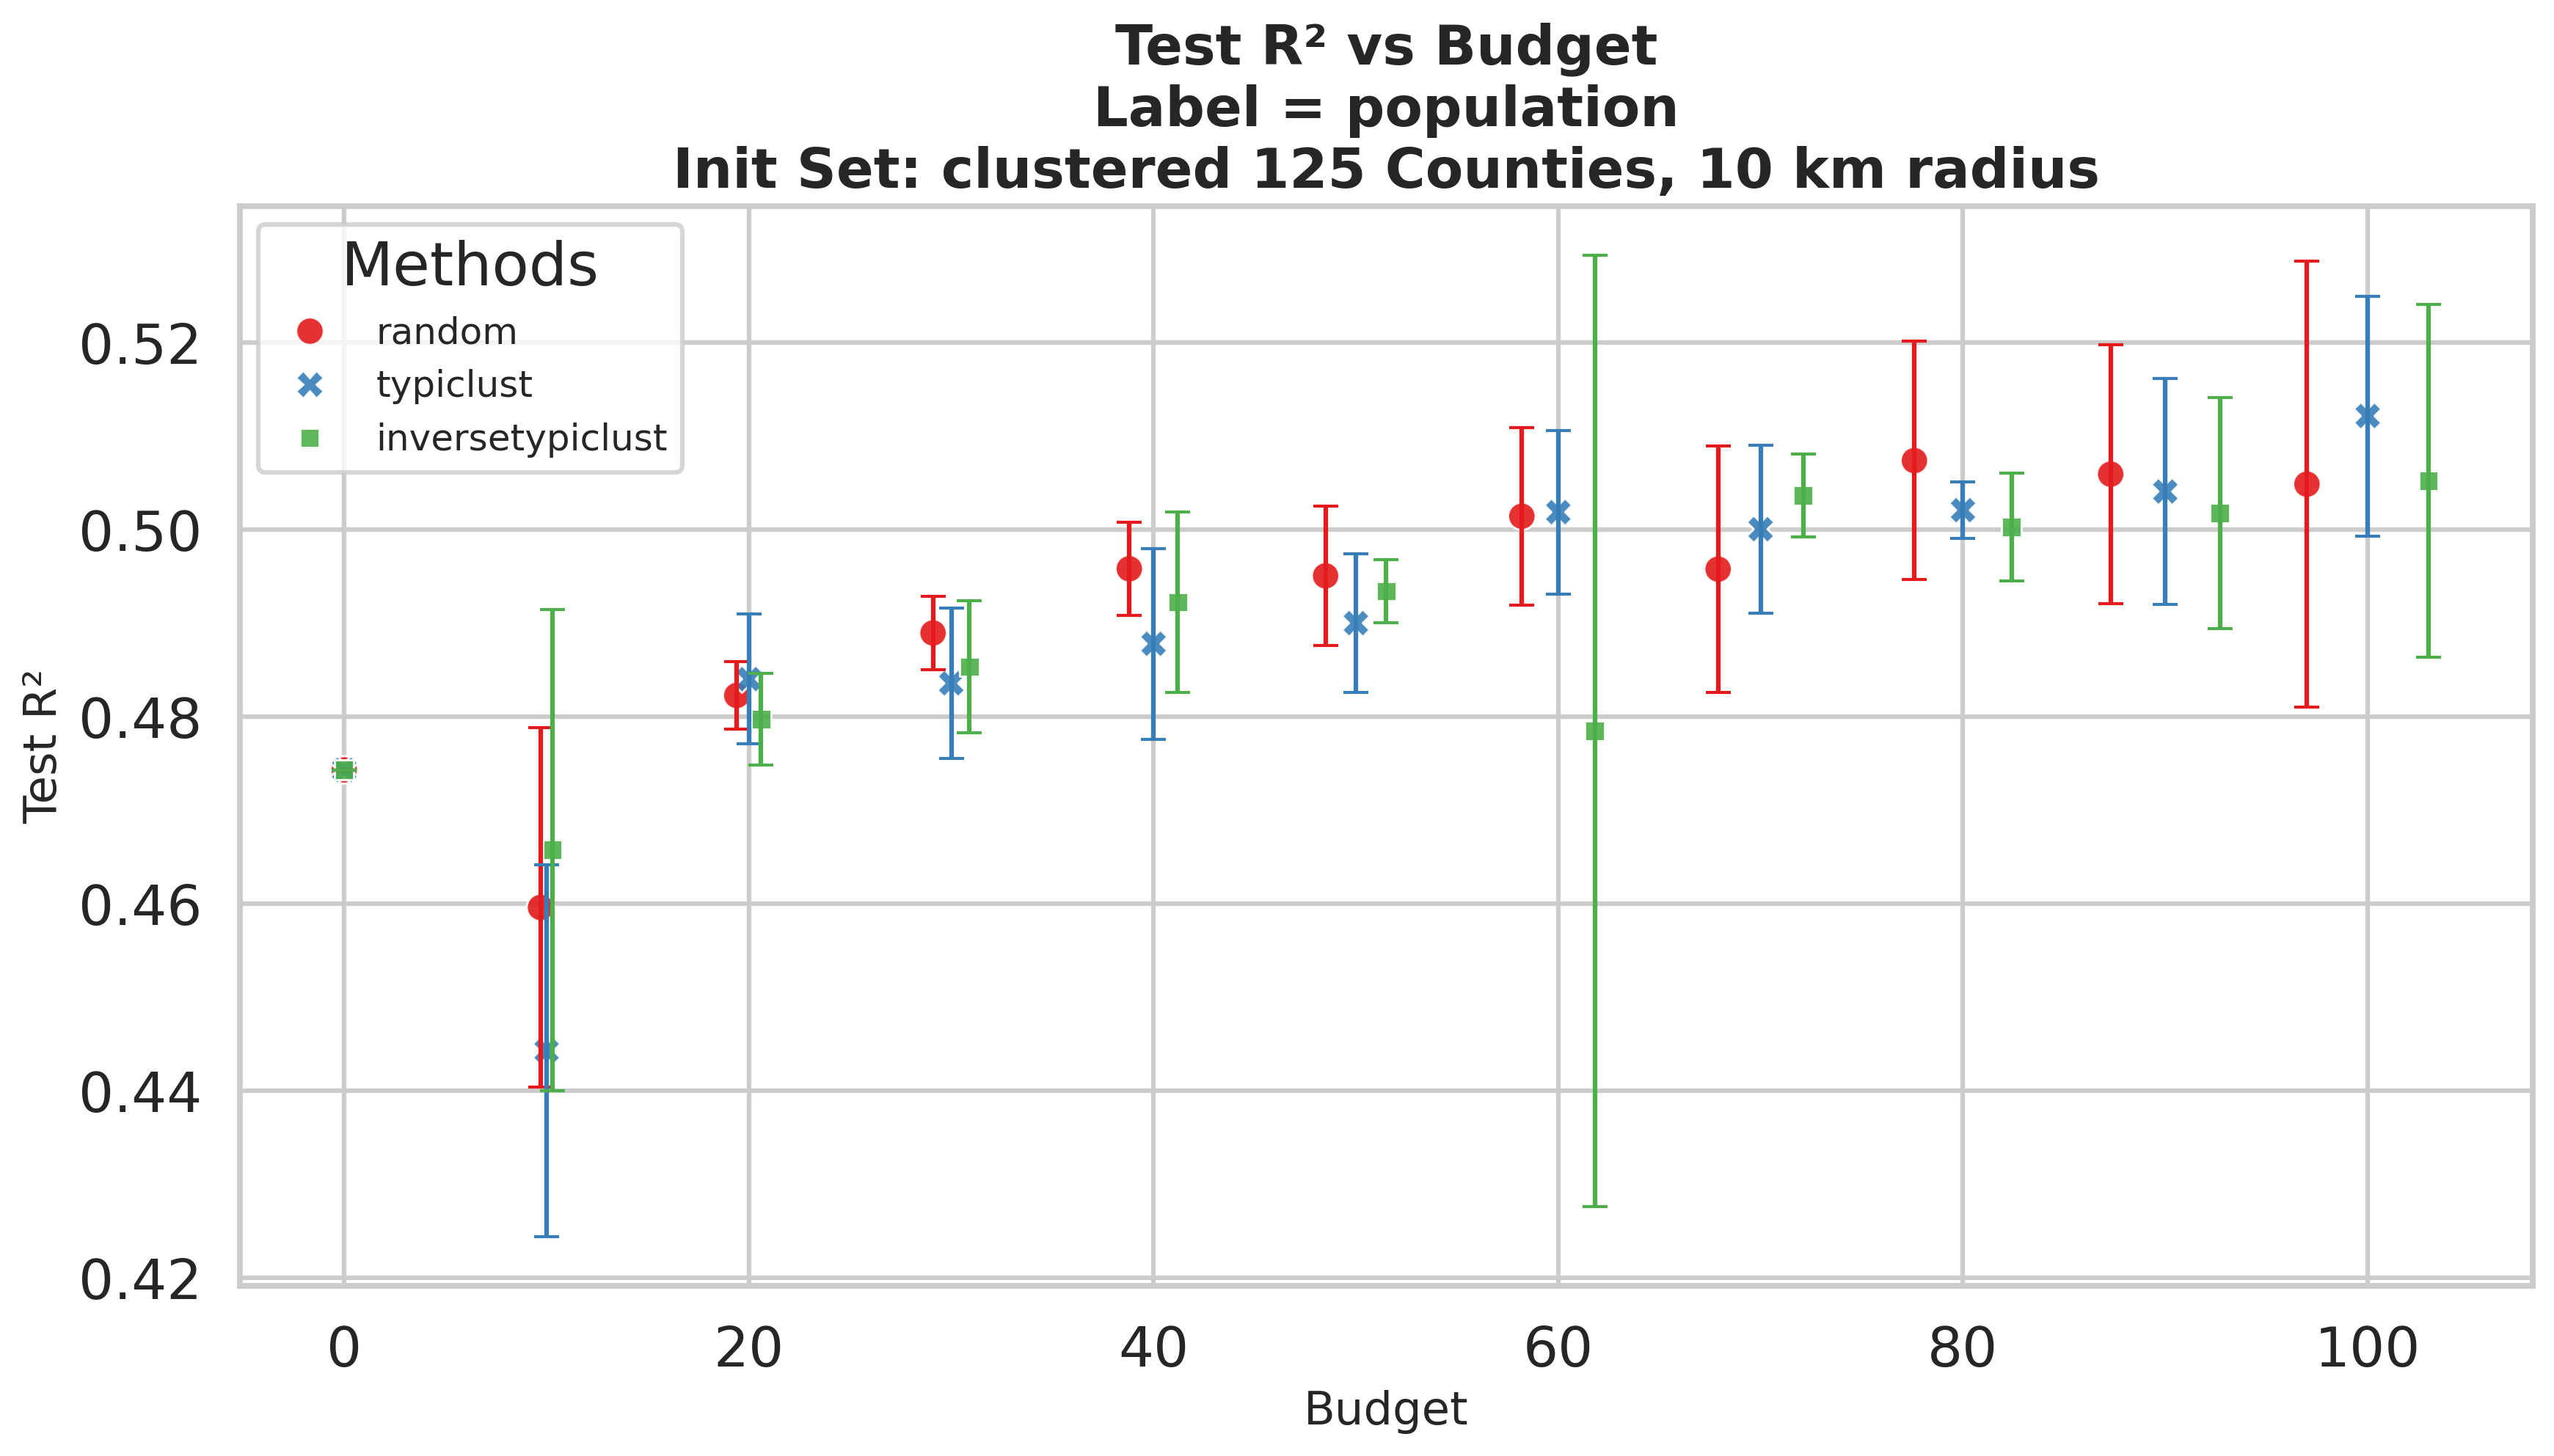 Test R² vs Budget
Label = population
Init Set: clustered 125 Counties, 10 km radius
Methods
random
typiclust
inversetypiclust
Test R²
0.52
0.50
0.48
0.46
0.44
0.42
0 20 40 60 80 100
Budget